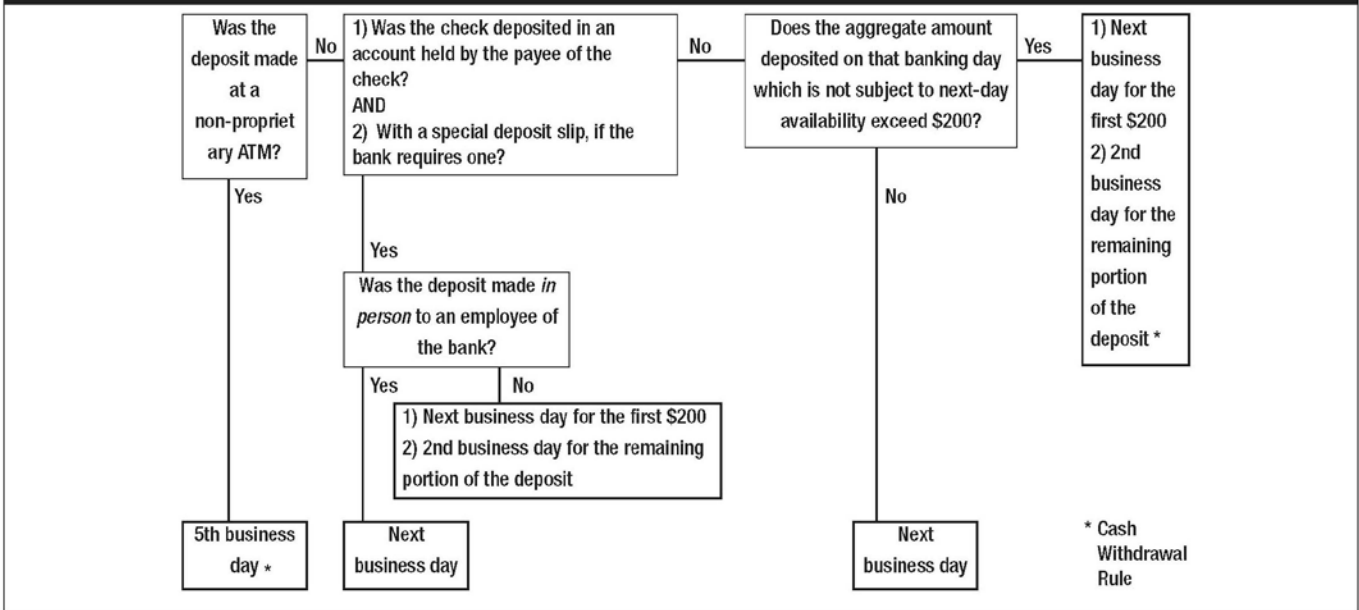 Was the
deposit made
at a
non-propriet
ary ATM?
No
1) Was the check deposited in an
account held by the payee of the
check?
AND
2) With a special deposit slip, if the
bank requires one?
No
Does the aggregate amount
deposited on that banking day
which is not subject to next-day
availability exceed $200?
Yes
1) Next
business
day for the
first $200
2) 2nd
business
day for the
remaining
portion
of the
deposit *
Yes
Yes
No
Was the deposit made in
person to an employee of
the bank?
Yes
No
1) Next business day for the first $200
2) 2nd business day for the remaining
portion of the deposit
5th business
day *
Next
business day
Next
business day
* Cash
Withdrawal
Rule